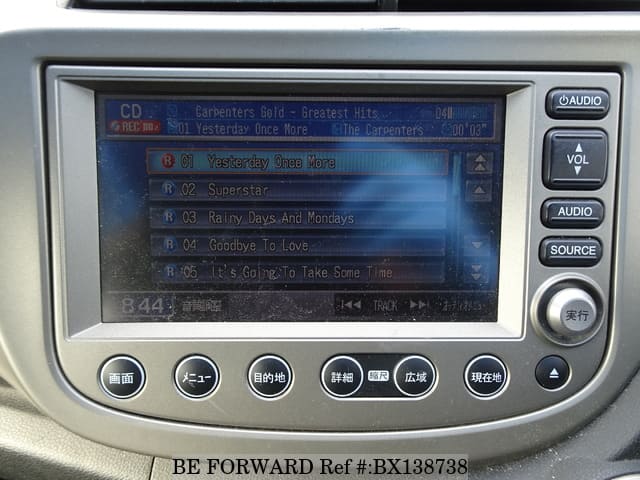 CD Carpenters Gold - Greatest Hits
REC 01 Yesterday Once More The Carpenters 00'03"
R 01 Yesterday Once More
R 02 Superstar
R 03 Rainy Days And Mondays
R 04 Goodbye To Love
R 05 It's Going To Take Some Time
8:44 TRACK
AUDIO
VOL
AUDIO
SOURCE
実行
画面 メニュー 目的地 詳細 縮尺 広域 現在地
BE FORWARD Ref #:BX138738